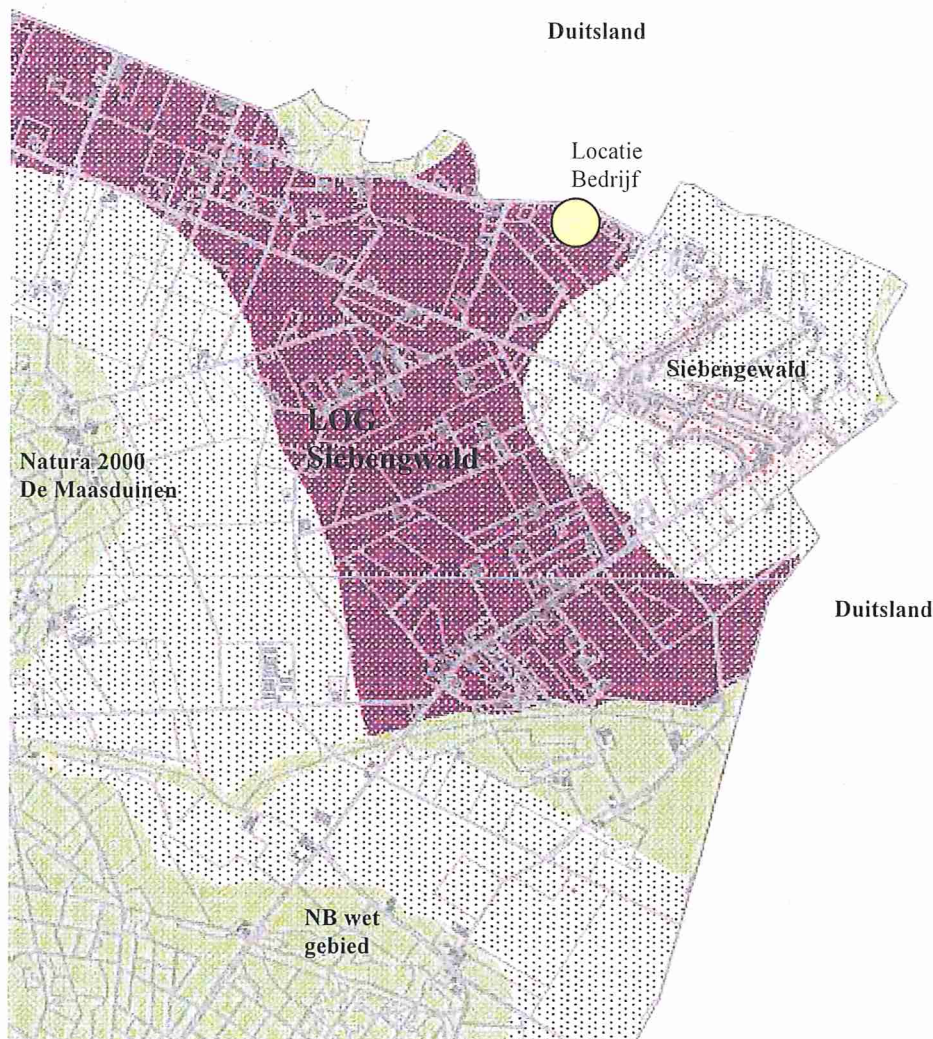 Duitsland
Locatie
Bedrijf
Siebengewald
LOG
Siebengwald
Natura 2000
De Maasduinen
Duitsland
NB wet
gebied